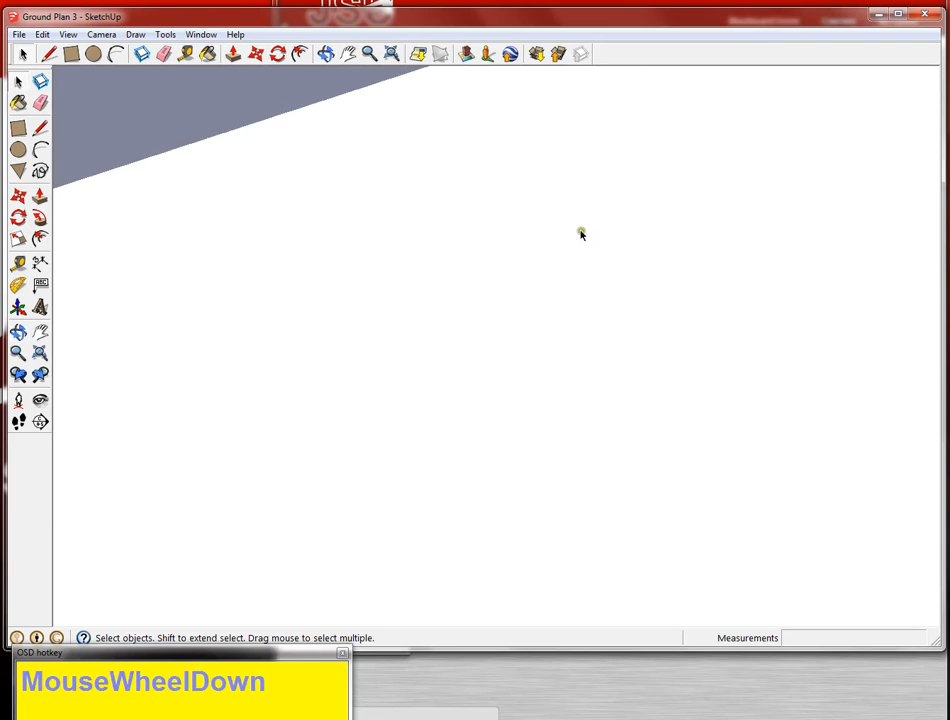 Ground Plan 3 - SketchUp
File Edit View Camera Draw Tools Window Help
ABC
Select objects. Shift to extend select. Drag mouse to select multiple.
Measurements
OSD hotkey
MouseWheelDown